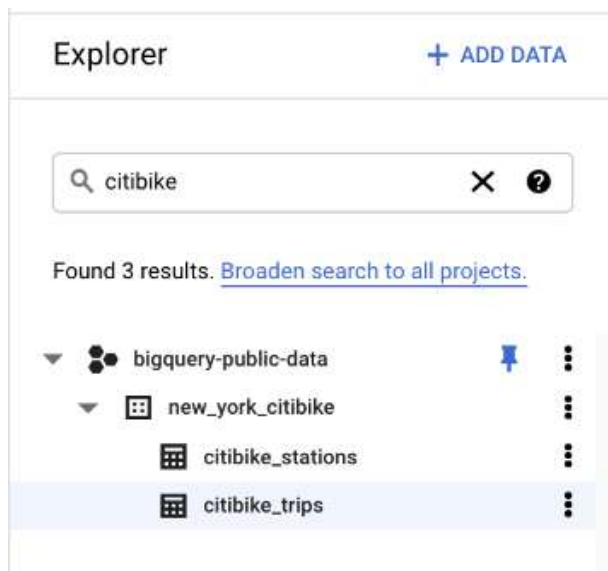 Explorer + ADD DATA
citibike
Found 3 results. Broaden search to all projects.
bigquery-public-data
new_york_citibike
citibike_stations
citibike_trips